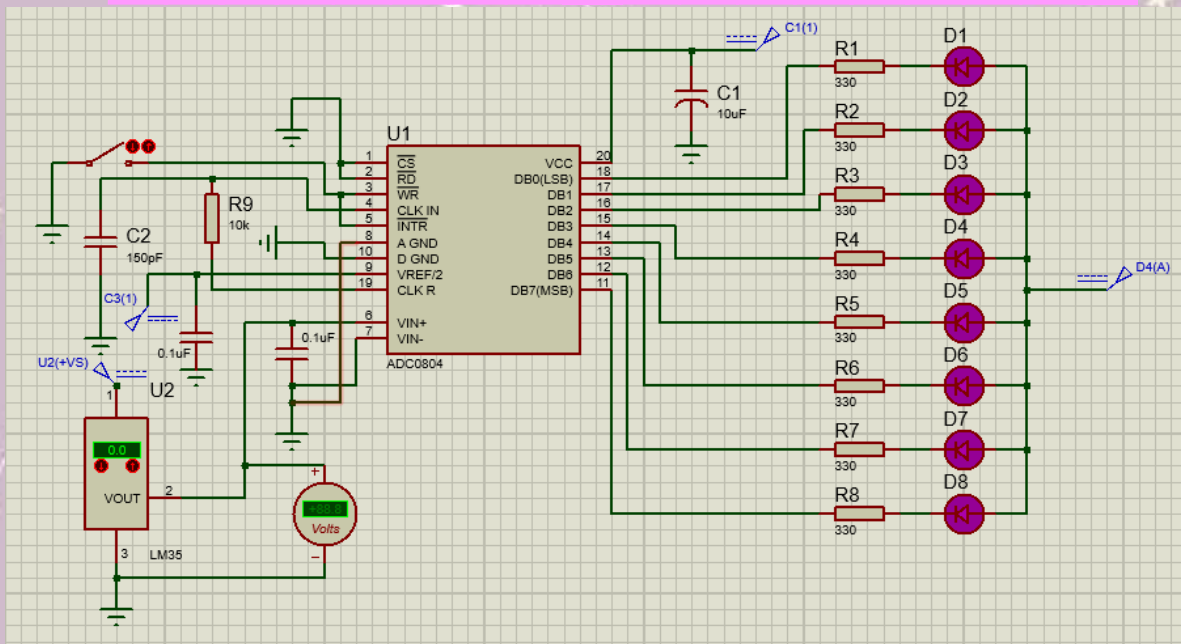 C1(1)
R1
330
D1
C1
10uF
R2
330
D2
U1
1 CS VCC 20
2 RD DB0(LSB) 18
3 WR DB1 17
4 CLK IN DB2 16
5 INTR DB3 15
8 A GND DB4 14
10 D GND DB5 13
9 VREF/2 DB6 12
19 CLK R DB7(MSB) 11
6 VIN+
7 VIN-
ADC0804
R3
330
D3
R9
10k
C2
150pF
R4
330
D4
D4(A)
C3(1)
0.1uF
0.1uF
R5
330
D5
U2(+VS)
U2
1
0.0
VOUT 2
3
LM35
+
+88.8
Volts
−
R6
330
D6
R7
330
D7
R8
330
D8